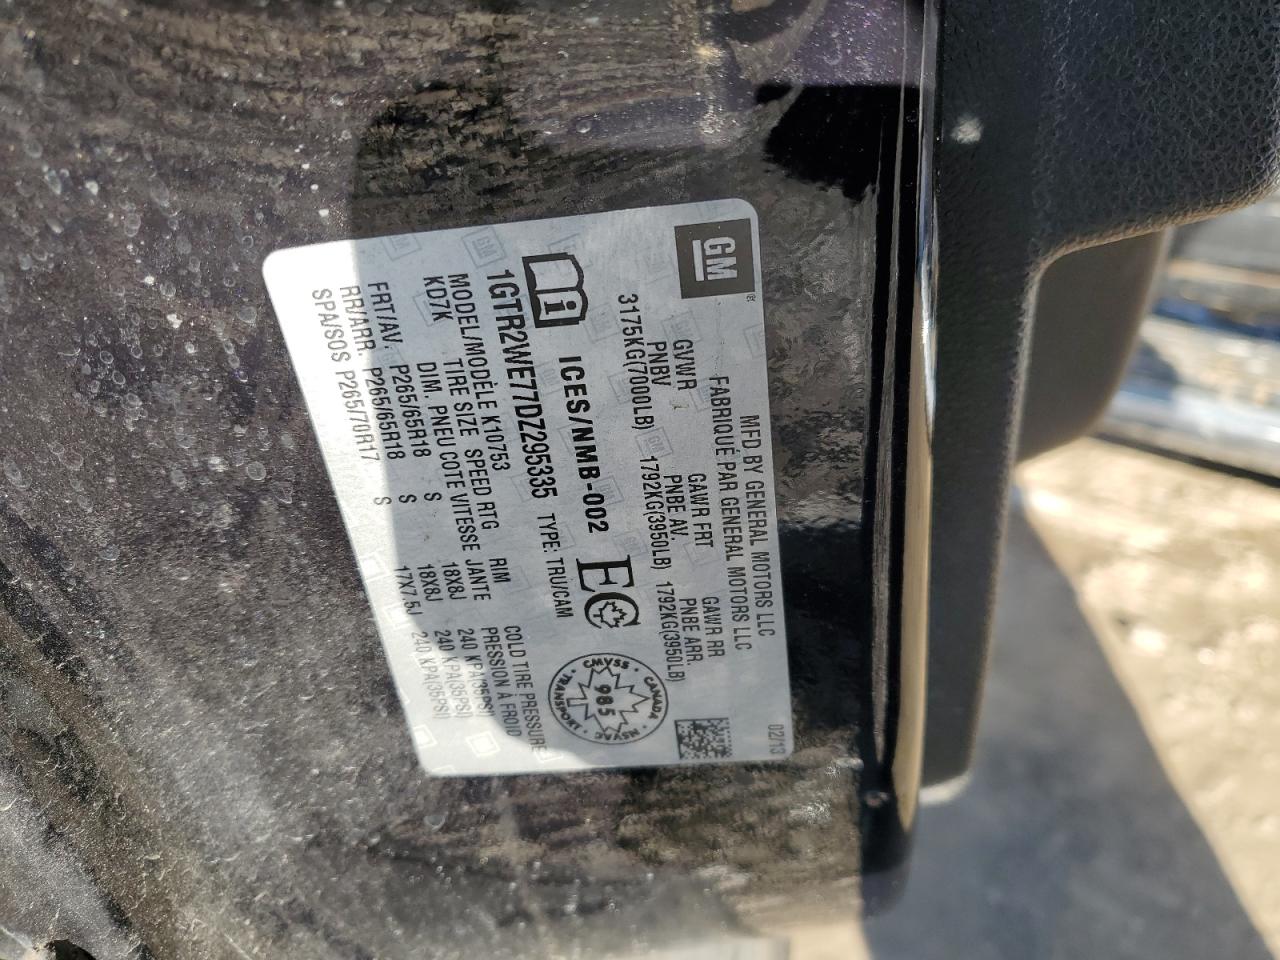 GM ®
MFD BY GENERAL MOTORS LLC
FABRIQUÉ PAR GENERAL MOTORS LLC
02/13
GVWR GAWR FRT GAWR RR
PNBV PNBE AV. PNBE ARR.
3175KG(7000LB) 1792KG(3950LB) 1792KG(3950LB)
i ICES/NMB-002 EC
CMVSS · CANADA · NSVAC · TRANSPORT ·
985
1GTR2WE77DZ295335 TYPE: TRU/CAM
MODEL/MODÈLE K10753
KD7K TIRE SIZE SPEED RTG RIM COLD TIRE PRESSURE
DIM. PNEU COTE VITESSE JANTE PRESSION À FROID
FRT/AV. P265/65R18 S 18X8J 240 KPA(35PSI)
RR/ARR. P265/65R18 S 18X8J 240 KPA(35PSI)
SPA/SOS P265/70R17 S 17X7.5J 240 KPA(35PSI)